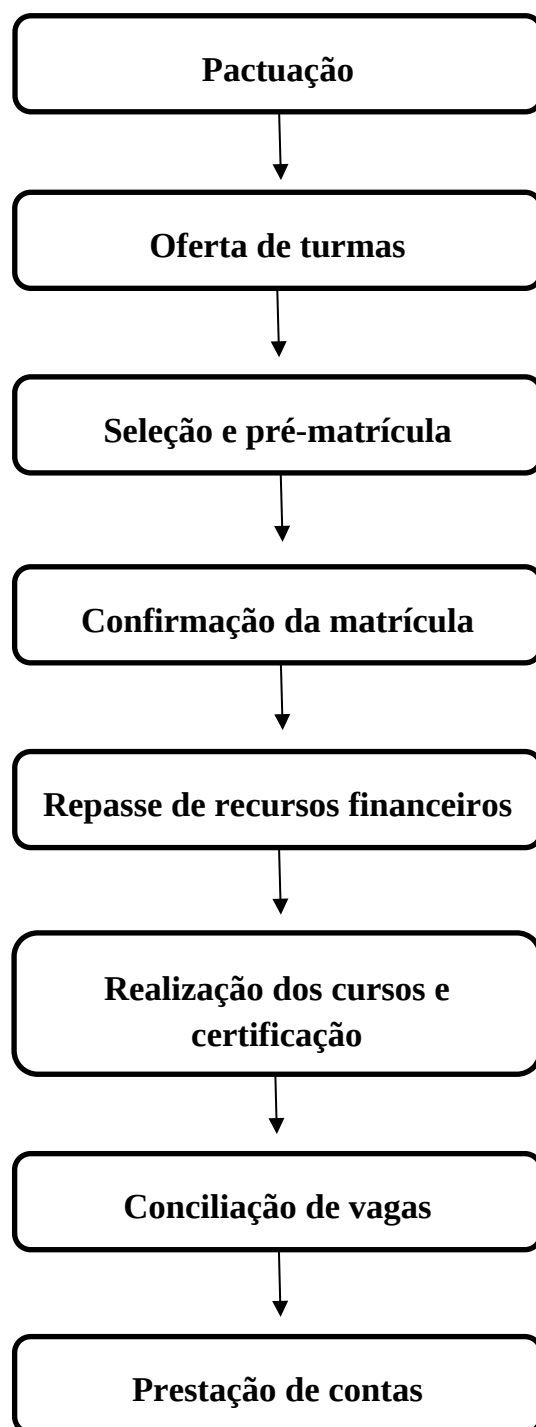 Pactuação
Oferta de turmas
Seleção e pré-matrícula
Confirmação da matrícula
Repasse de recursos financeiros
Realização dos cursos e
certificação
Conciliação de vagas
Prestação de contas